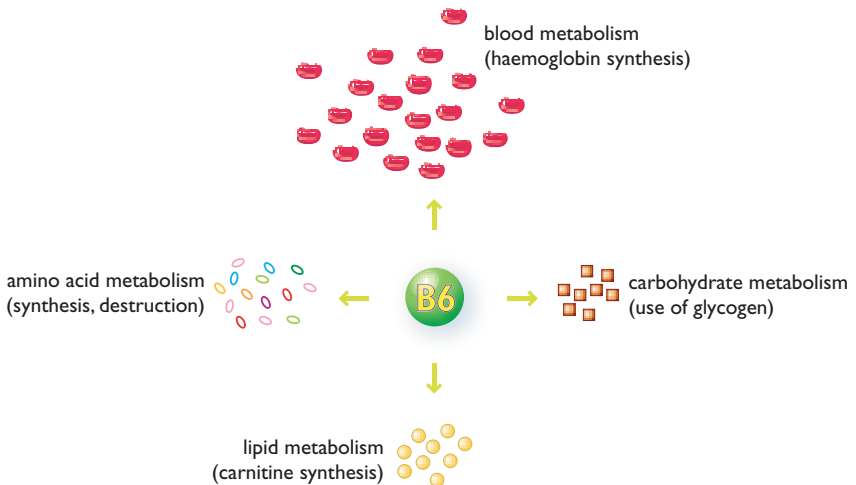 blood metabolism
(haemoglobin synthesis)
amino acid metabolism
(synthesis, destruction)
B6
carbohydrate metabolism
(use of glycogen)
lipid metabolism
(carnitine synthesis)